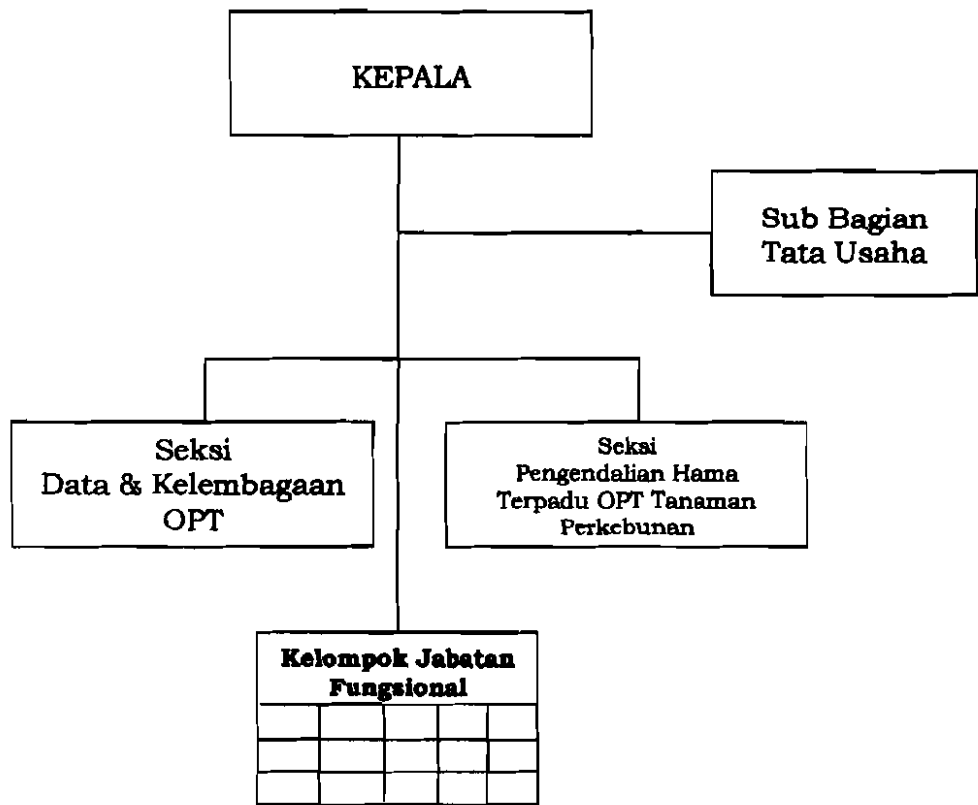 KEPALA
Sub Bagian
Tata Usaha
Seksi
Data & Kelembagaan
OPT
Seksi
Pengendalian Hama
Terpadu OPT Tanaman
Perkebunan
Kelompok Jabatan
Fungsional